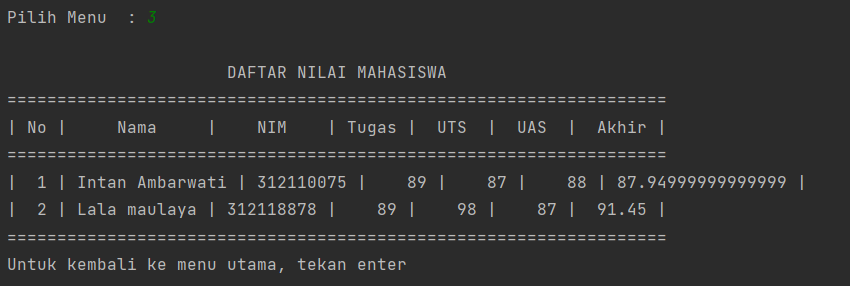 Pilih Menu  : 3
DAFTAR NILAI MAHASISWA
==================================================================
| No |     Nama     |    NIM    | Tugas |  UTS  |  UAS  |  Akhir |
==================================================================
|  1 | Intan Ambarwati | 312110075 |    89 |    87 |    88 | 87.94999999999999 |
|  2 | Lala maulaya | 312118878 |    89 |    98 |    87 |  91.45 |
==================================================================
Untuk kembali ke menu utama, tekan enter